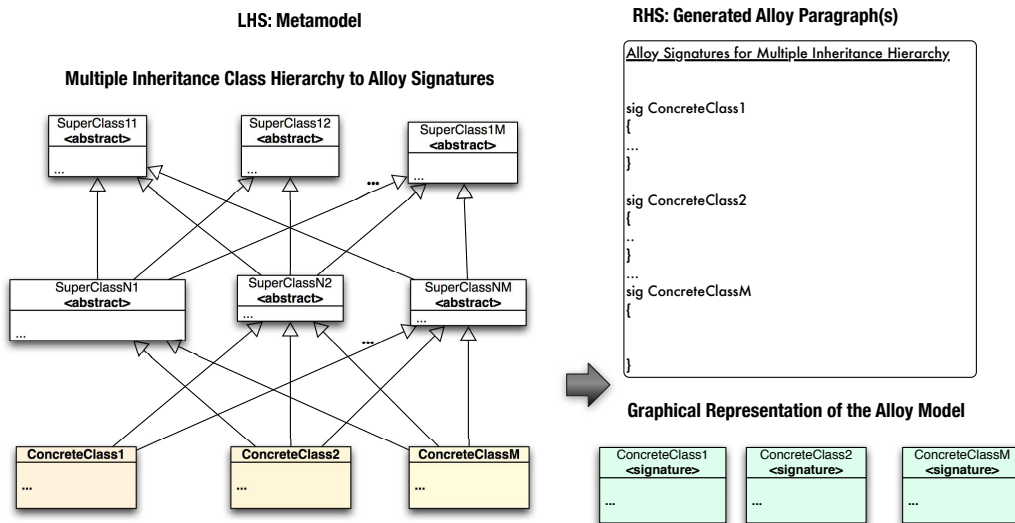 LHS: Metamodel
Multiple Inheritance Class Hierarchy to Alloy Signatures
SuperClass11
<abstract>
...
SuperClass12
<abstract>
...
SuperClass1M
<abstract>
...
...
SuperClassN1
<abstract>
...
SuperClassN2
<abstract>
...
SuperClassNM
<abstract>
...
...
ConcreteClass1
...
ConcreteClass2
...
ConcreteClassM
...
RHS: Generated Alloy Paragraph(s)
Alloy Signatures for Multiple Inheritance Hierarchy
sig ConcreteClass1
{
...
}
sig ConcreteClass2
{
..
}
...
sig ConcreteClassM
{
}
Graphical Representation of the Alloy Model
ConcreteClass1
<signature>
...
ConcreteClass2
<signature>
...
ConcreteClassM
<signature>
...